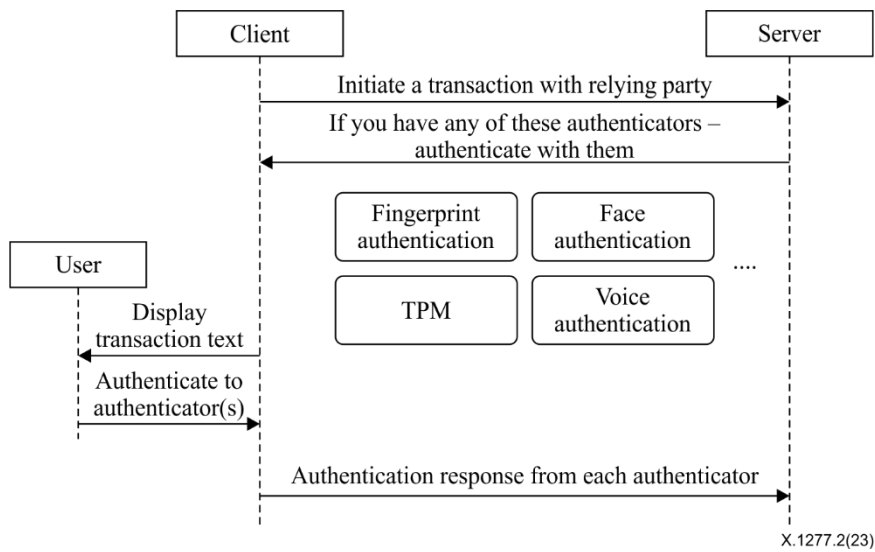 Client
Server
Initiate a transaction with relying party
If you have any of these authenticators –
authenticate with them
Fingerprint
authentication
Face
authentication
....
User
TPM
Voice
authentication
Display
transaction text
Authenticate to
authenticator(s)
Authentication response from each authenticator
X.1277.2(23)